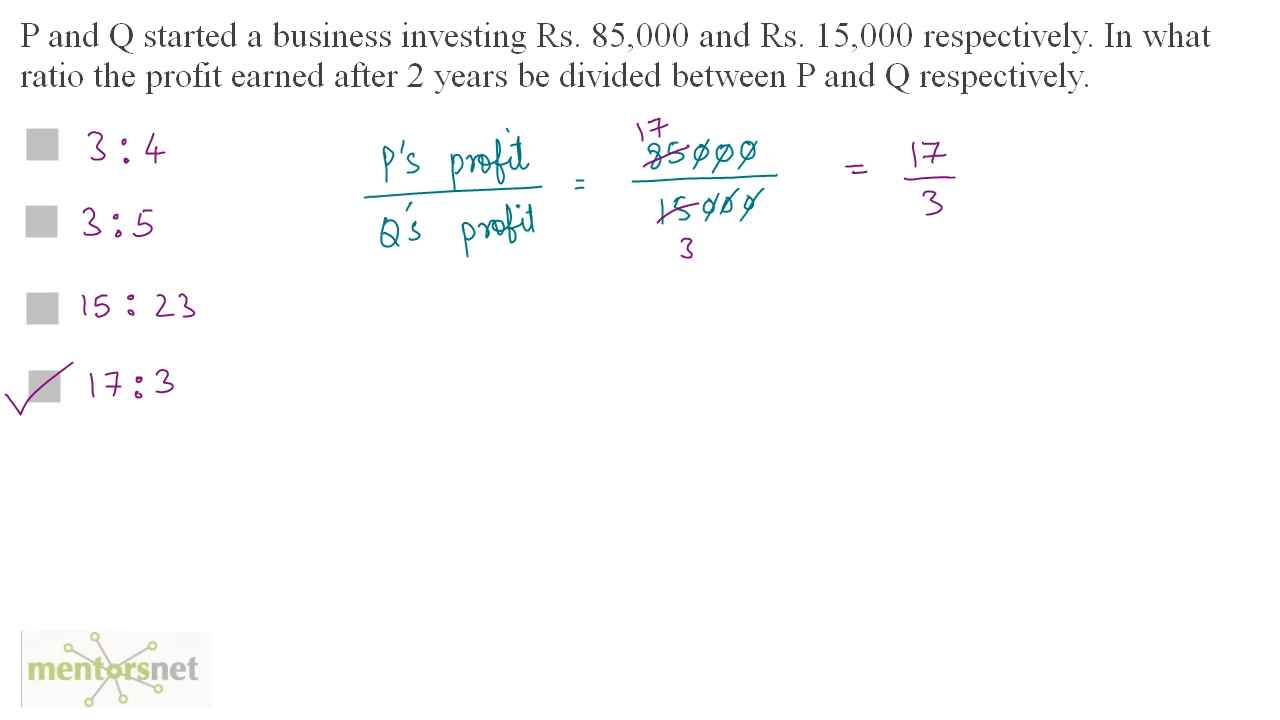 P and Q started a business investing Rs. 85,000 and Rs. 15,000 respectively. In what
ratio the profit earned after 2 years be divided between P and Q respectively.
3:4
3:5
15:23
17:3
P's profit
Q's profit
=
17
85000
15000
3
=
17
3
mentorsnet